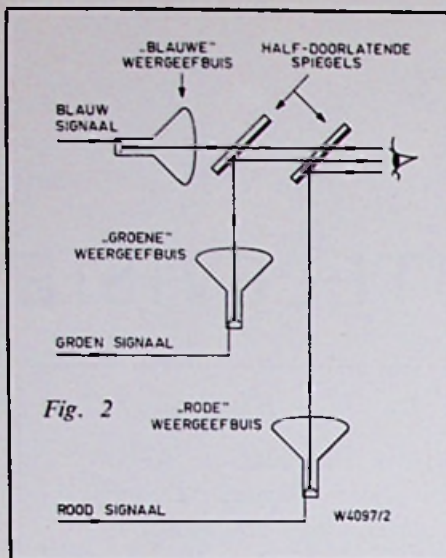 „BLAUWE"
WEERGEEFBUIS
HALF-DOORLATENDE
SPIEGELS
BLAUW
SIGNAAL
„GROENE"
WEERGEEFBUIS
GROEN SIGNAAL
Fig. 2
„RODE"
WEERGEEFBUIS
ROOD SIGNAAL
W4097/2